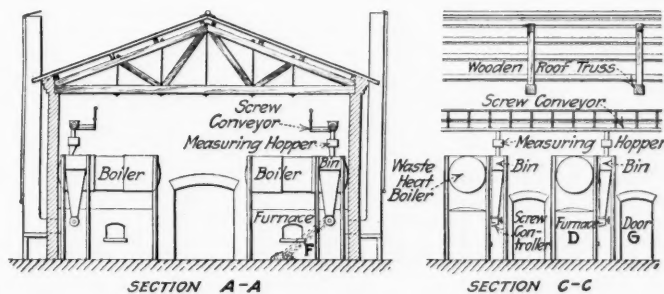 Screw
Conveyor
Measuring Hopper
Bin
Boiler
Boiler
Furnace
F
SECTION A-A
Wooden Roof Truss
Screw Conveyor
Measuring Hopper
Bin
Bin
Waste
Heat
Boiler
Screw
Con-
troller
Furnace
D
Door
G
SECTION C-C